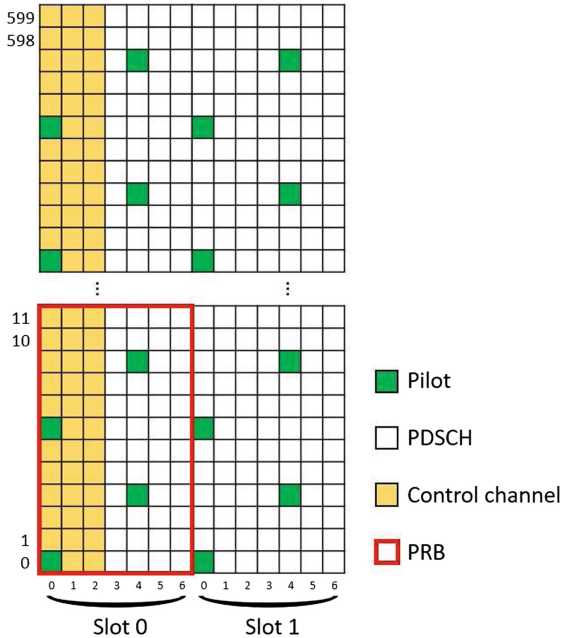 599
598
⋮ ⋮
11
10
1
0
0 1 2 3 4 5 6 0 1 2 3 4 5 6
Slot 0 Slot 1
Pilot
PDSCH
Control channel
PRB